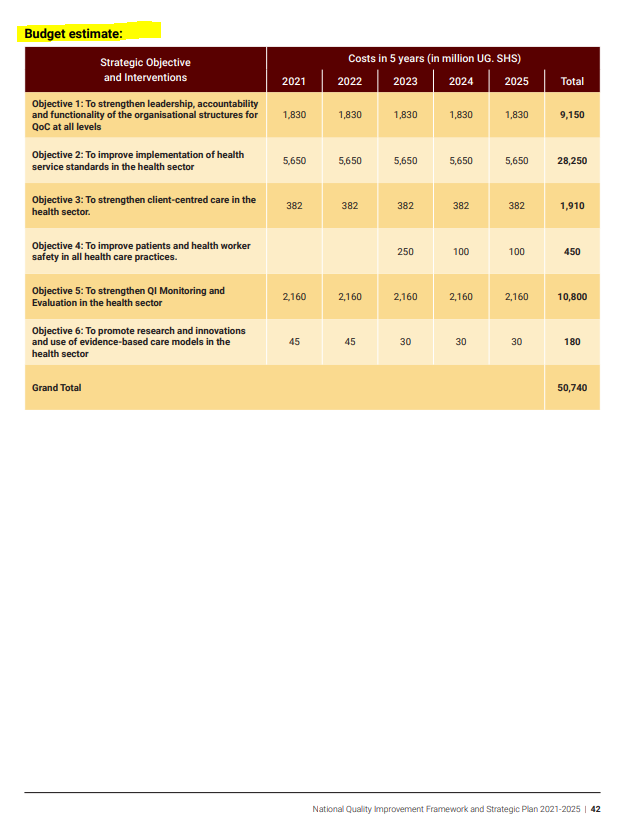 Budget estimate:
Strategic Objective
and Interventions
Costs in 5 years (in million UG. SHS)
2021 2022 2023 2024 2025 Total
Objective 1: To strengthen leadership, accountability
and functionality of the organisational structures for
QoC at all levels
1,830 1,830 1,830 1,830 1,830 9,150
Objective 2: To improve implementation of health
service standards in the health sector
5,650 5,650 5,650 5,650 5,650 28,250
Objective 3: To strengthen client-centred care in the
health sector.
382 382 382 382 382 1,910
Objective 4: To improve patients and health worker
safety in all health care practices.
250 100 100 450
Objective 5: To strengthen QI Monitoring and
Evaluation in the health sector
2,160 2,160 2,160 2,160 2,160 10,800
Objective 6: To promote research and innovations
and use of evidence-based care models in the
health sector
45 45 30 30 30 180
Grand Total 50,740
National Quality Improvement Framework and Strategic Plan 2021-2025 | 42